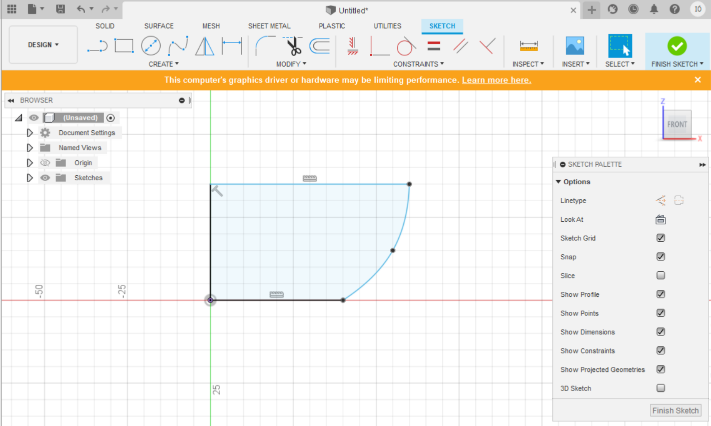 Untitled*
SOLID SURFACE MESH SHEET METAL PLASTIC UTILITIES SKETCH
DESIGN
CREATE MODIFY CONSTRAINTS INSPECT INSERT SELECT FINISH SKETCH
This computer's graphics driver or hardware may be limiting performance. Learn more here.
BROWSER
(Unsaved)
Document Settings
Named Views
Origin
Sketches
Z
FRONT
X
SKETCH PALETTE
Options
Linetype
Look At
Sketch Grid
Snap
Slice
Show Profile
Show Points
Show Dimensions
Show Constraints
Show Projected Geometries
3D Sketch
Finish Sketch
-50
-25
25